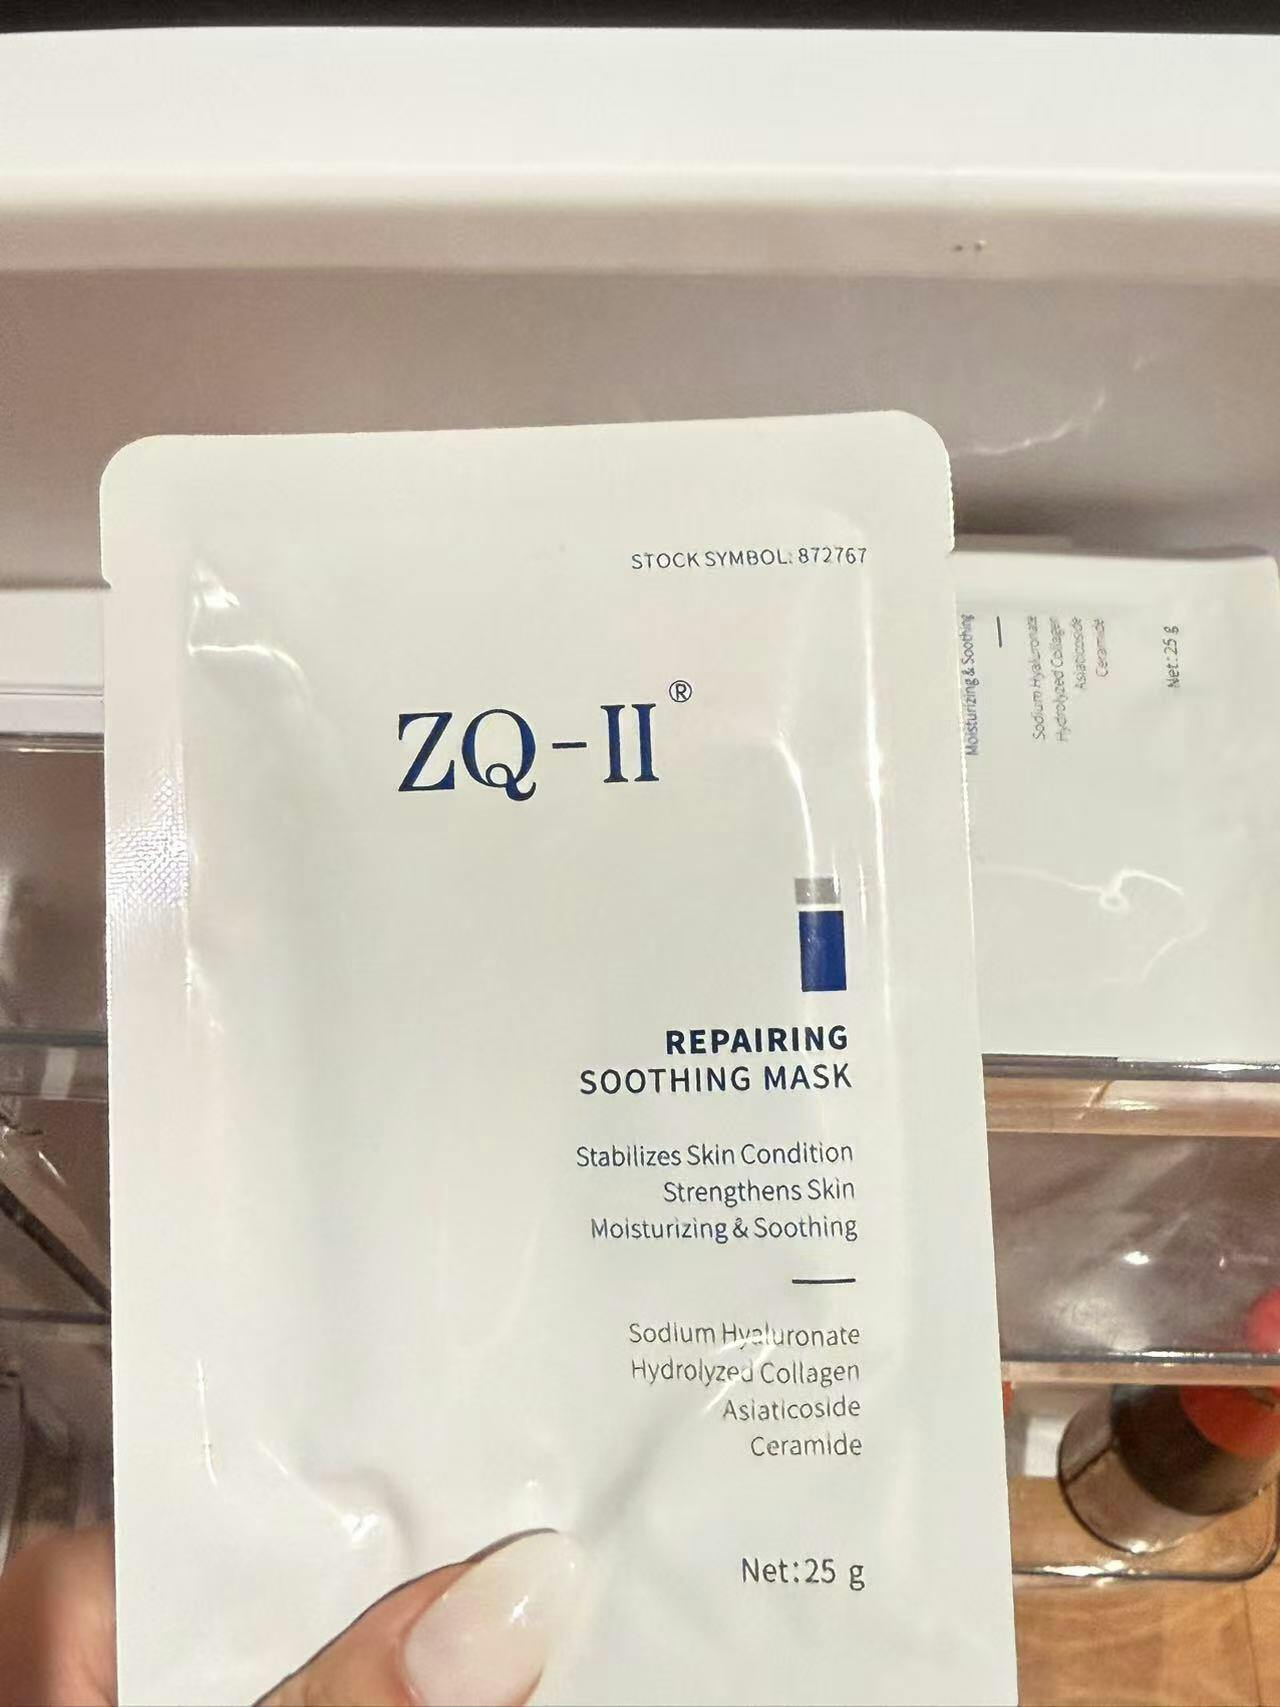 STOCK SYMBOL: 872767
ZQ-II®
REPAIRING
SOOTHING MASK
Stabilizes Skin Condition
Strengthens Skin
Moisturizing & Soothing
Sodium Hyaluronate
Hydrolyzed Collagen
Asiaticoside
Ceramide
Net:25 g
Moisturizing & Soothing
Sodium Hyaluronate
Hydrolyzed Collagen
Asiaticoside
Ceramide
Net:25 g